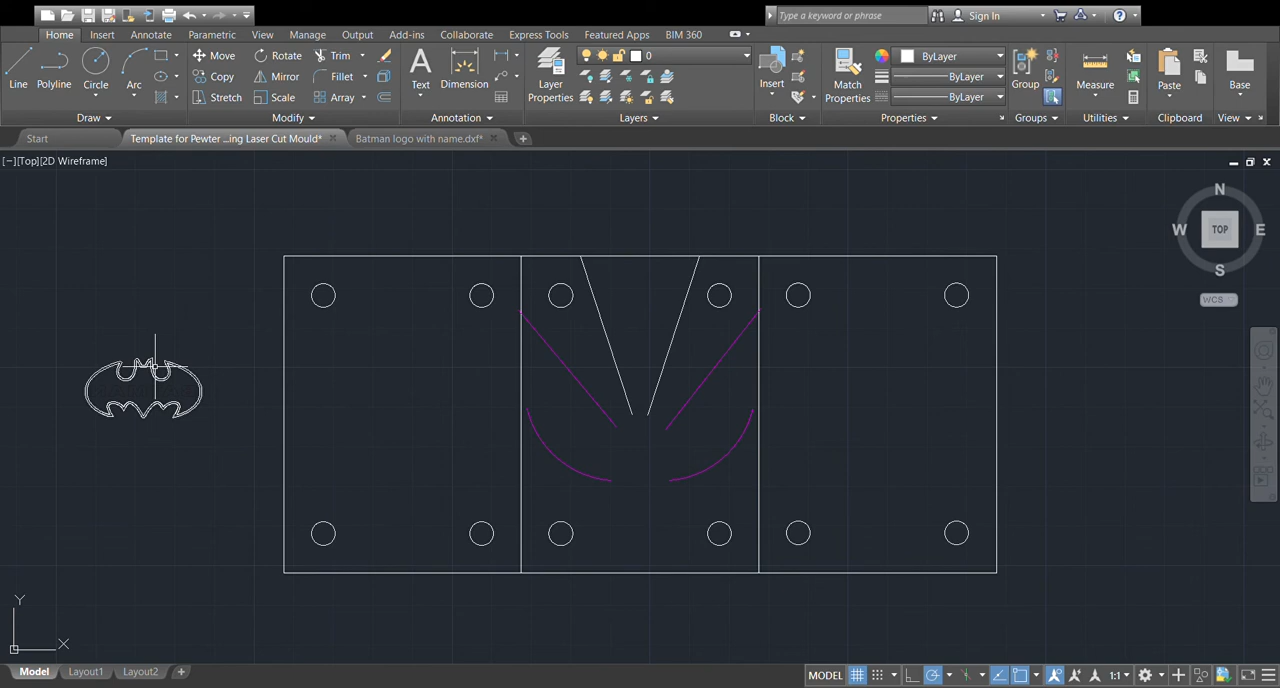 Type a keyword or phrase
Sign In
Home Insert Annotate Parametric View Manage Output Add-ins Collaborate Express Tools Featured Apps BIM 360
Line Polyline Circle Arc
Move Rotate Trim
Copy Mirror Fillet
Stretch Scale Array
Text Dimension
Layer Properties
0
Insert
Match Properties
ByLayer
ByLayer
ByLayer
Group
Measure
Paste
Base
Draw Modify Annotation Layers Block Properties Groups Utilities Clipboard View
Start Template for Pewter ...ing Laser Cut Mould* Batman logo with name.dxf*
[−][Top][2D Wireframe]
N
W TOP E
S
WCS
Y
X
Model Layout1 Layout2 +
MODEL 1:1